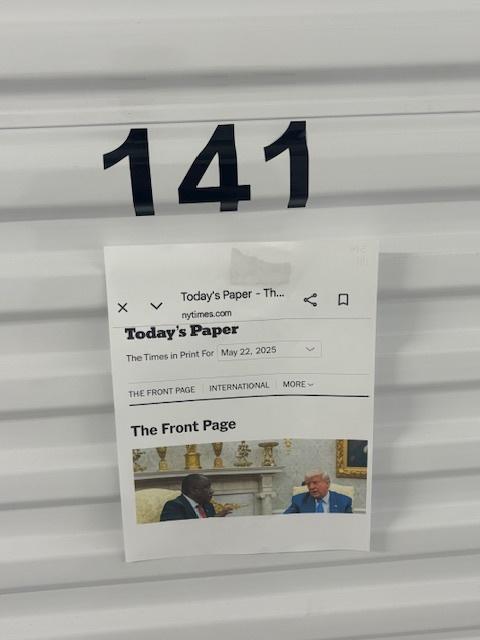 141
Today's Paper - Th...
nytimes.com
Today's Paper
The Times in Print For May 22, 2025
THE FRONT PAGE INTERNATIONAL MORE
The Front Page